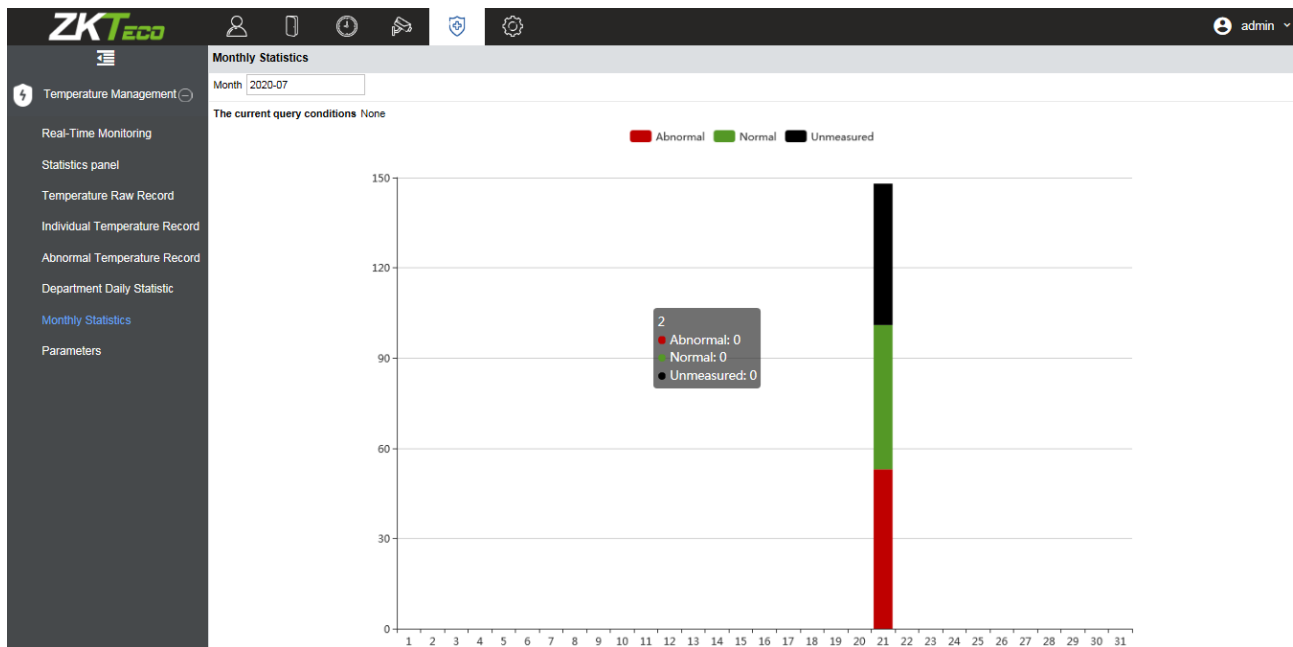 ZKTECO
admin
Monthly Statistics
Month 2020-07
Temperature Management
The current query conditions None
Real-Time Monitoring
Statistics panel
Temperature Raw Record
Individual Temperature Record
Abnormal Temperature Record
Department Daily Statistic
Monthly Statistics
Parameters
Abnormal Normal Unmeasured
150
120
90
60
30
0
2
Abnormal: 0
Normal: 0
Unmeasured: 0
1 2 3 4 5 6 7 8 9 10 11 12 13 14 15 16 17 18 19 20 21 22 23 24 25 26 27 28 29 30 31